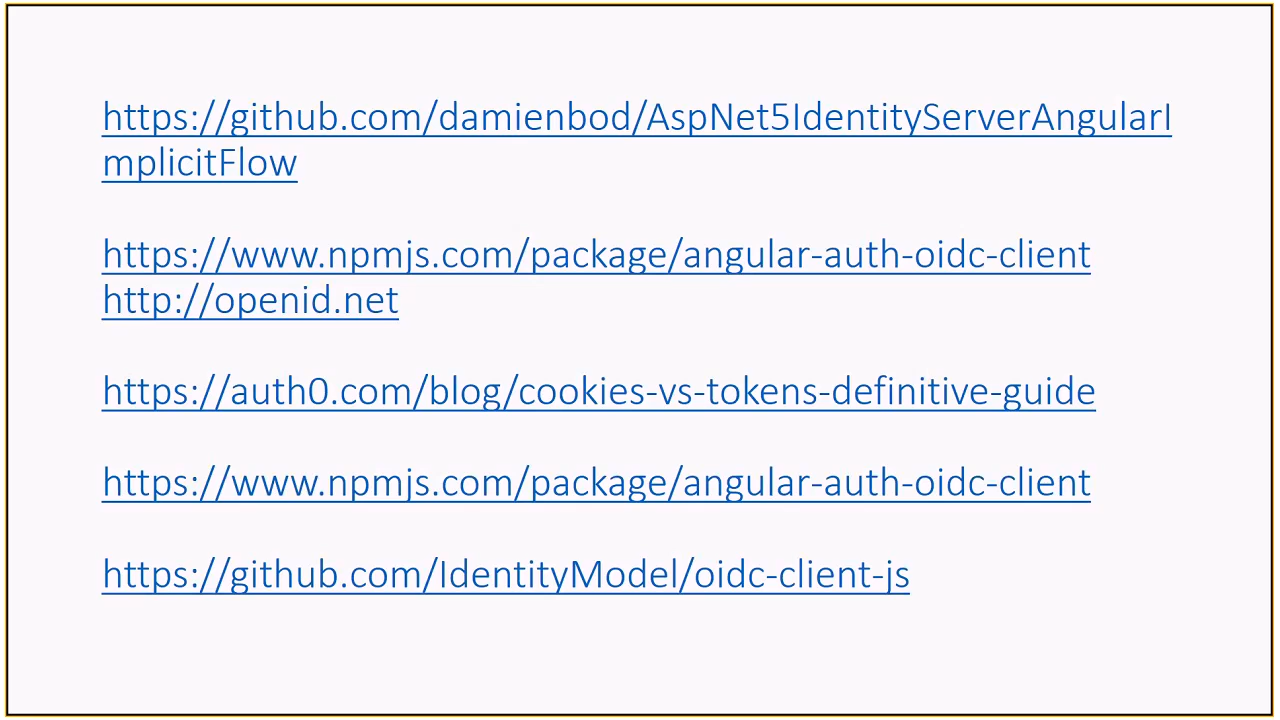 https://github.com/damienbod/AspNet5IdentityServerAngularI
mplicitFlow
https://www.npmjs.com/package/angular-auth-oidc-client
http://openid.net
https://auth0.com/blog/cookies-vs-tokens-definitive-guide
https://www.npmjs.com/package/angular-auth-oidc-client
https://github.com/IdentityModel/oidc-client-js